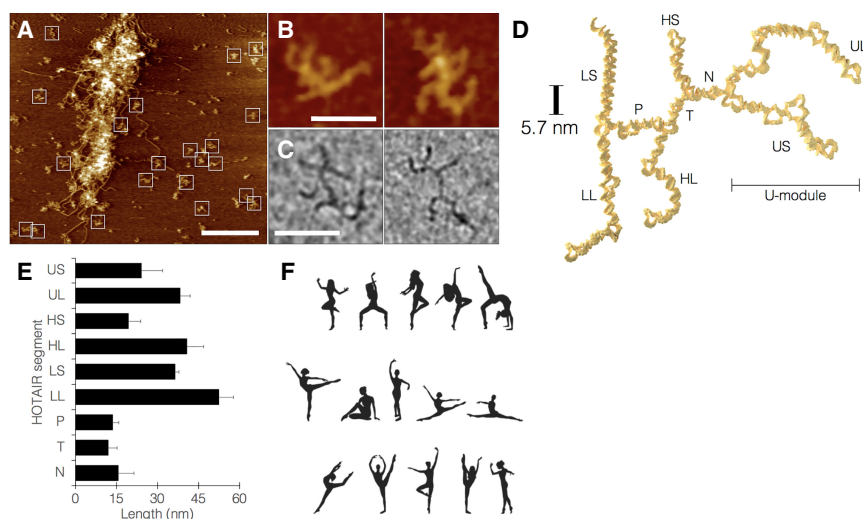 A
B
C
D
HS
UL
LS
N
P
T
5.7 nm
US
HL
LL
U-module
E
F
HOTAIR segment
US
UL
HS
HL
LS
LL
P
T
N
0 15 30 45 60
Length (nm)